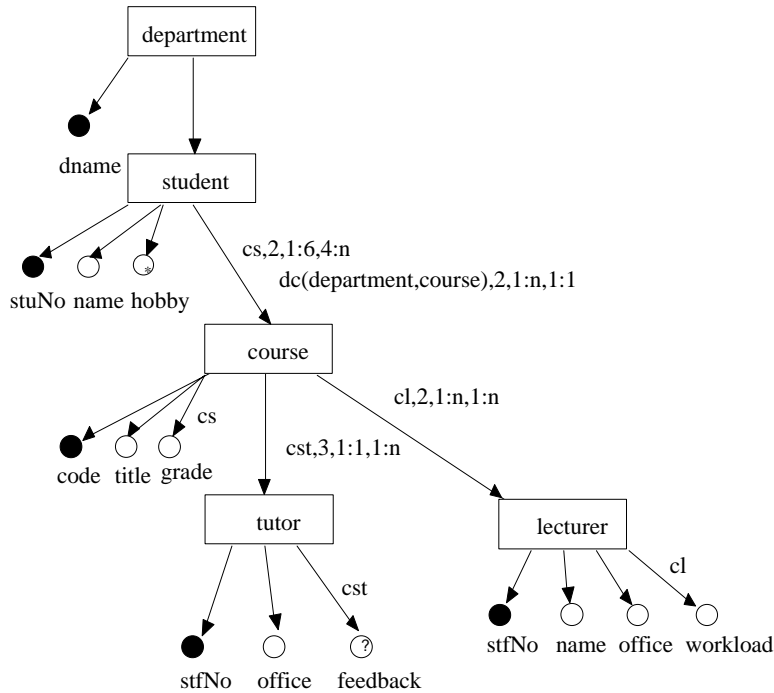 department
dname
student
stuNo name hobby
*
cs,2,1:6,4:n
dc(department,course),2,1:n,1:1
course
cs
code title grade
cst,3,1:1,1:n
cl,2,1:n,1:n
tutor
lecturer
cst
cl
?
stfNo office feedback
stfNo name office workload